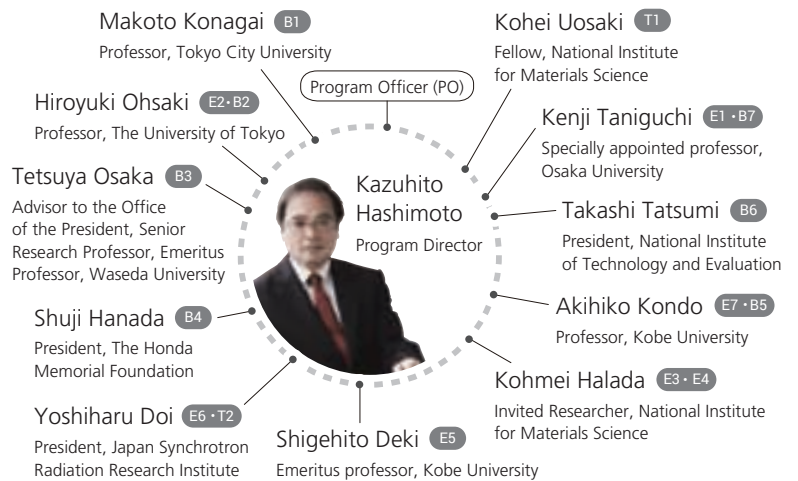 Makoto Konagai B1
Professor, Tokyo City University
Kohei Uosaki T1
Fellow, National Institute
for Materials Science
Program Officer (PO)
Hiroyuki Ohsaki E2・B2
Professor, The University of Tokyo
Kenji Taniguchi E1・B7
Specially appointed professor,
Osaka University
Tetsuya Osaka B3
Advisor to the Office
of the President, Senior
Research Professor, Emeritus
Professor, Waseda University
Kazuhito
Hashimoto
Program Director
Takashi Tatsumi B6
President, National Institute
of Technology and Evaluation
Shuji Hanada B4
President, The Honda
Memorial Foundation
Akihiko Kondo E7・B5
Professor, Kobe University
Kohmei Halada E3・E4
Invited Researcher, National Institute
for Materials Science
Yoshiharu Doi E6・T2
President, Japan Synchrotron
Radiation Research Institute
Shigehito Deki E5
Emeritus professor, Kobe University